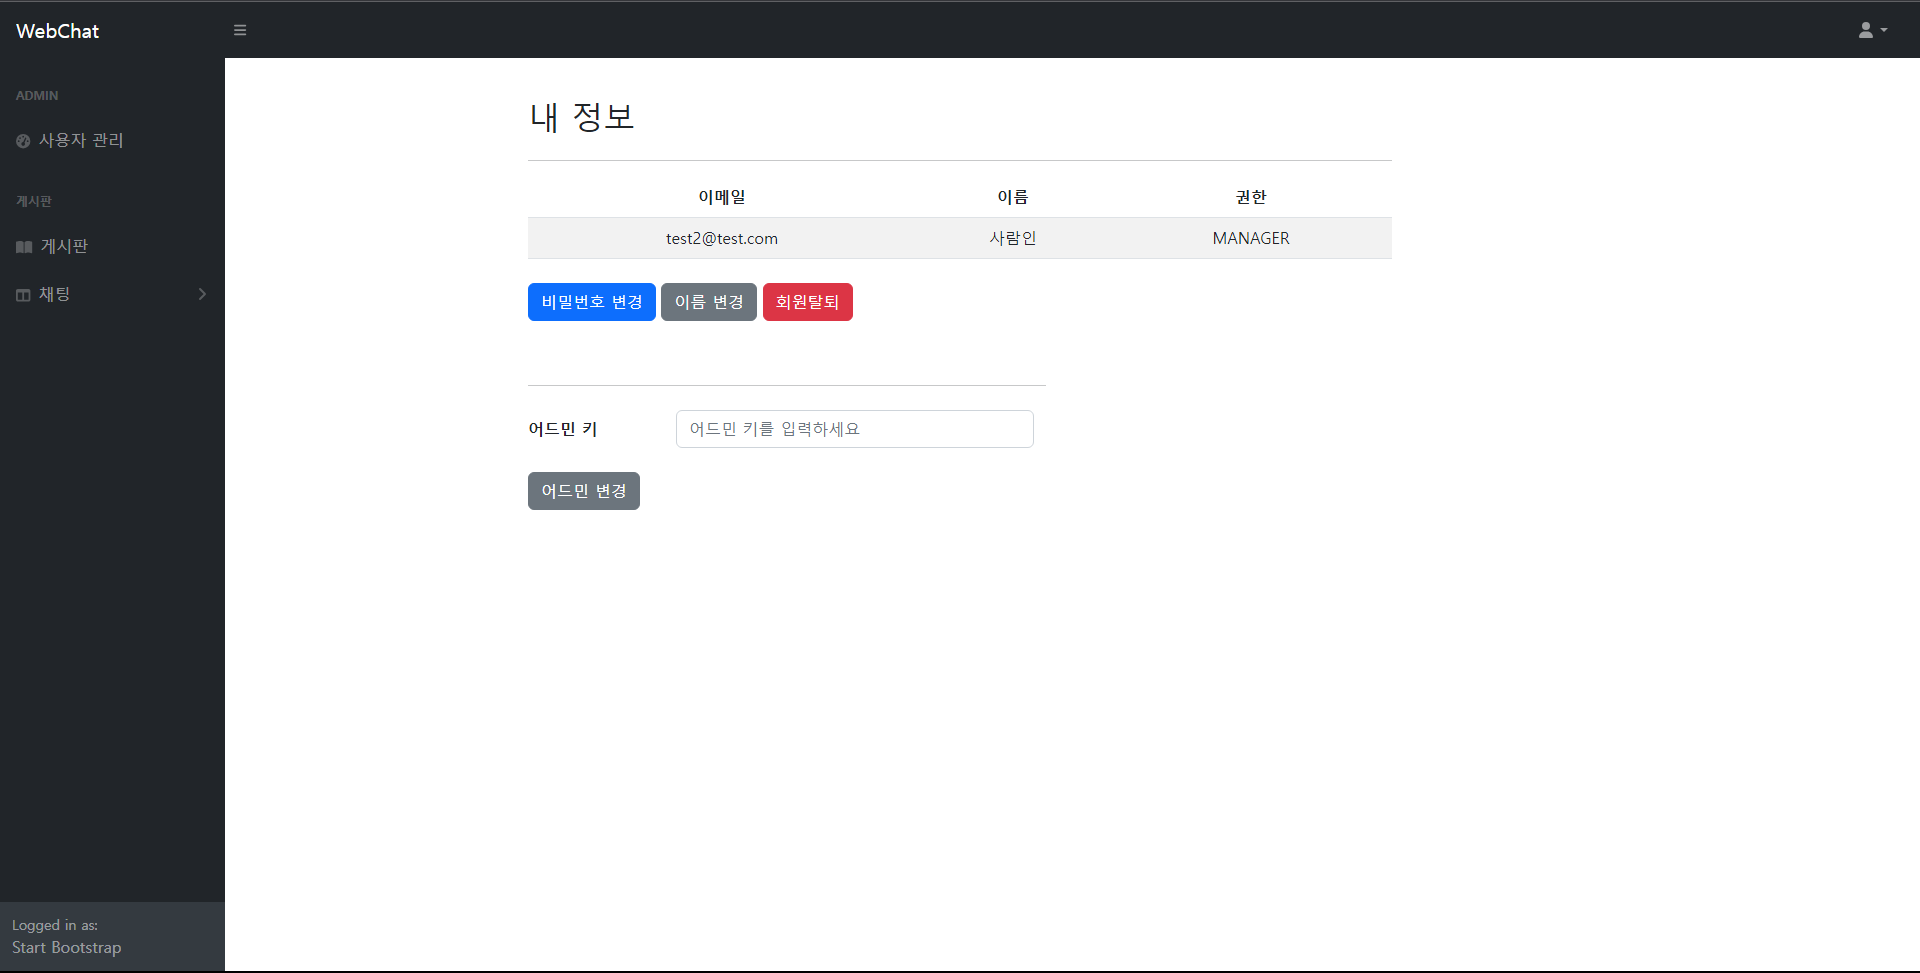 WebChat
ADMIN
사용자 관리
게시판
게시판
채팅
Logged in as:
Start Bootstrap
내 정보
이메일 이름 권한
test2@test.com 사람인 MANAGER
비밀번호 변경 이름 변경 회원탈퇴
어드민 키 어드민 키를 입력하세요
어드민 변경